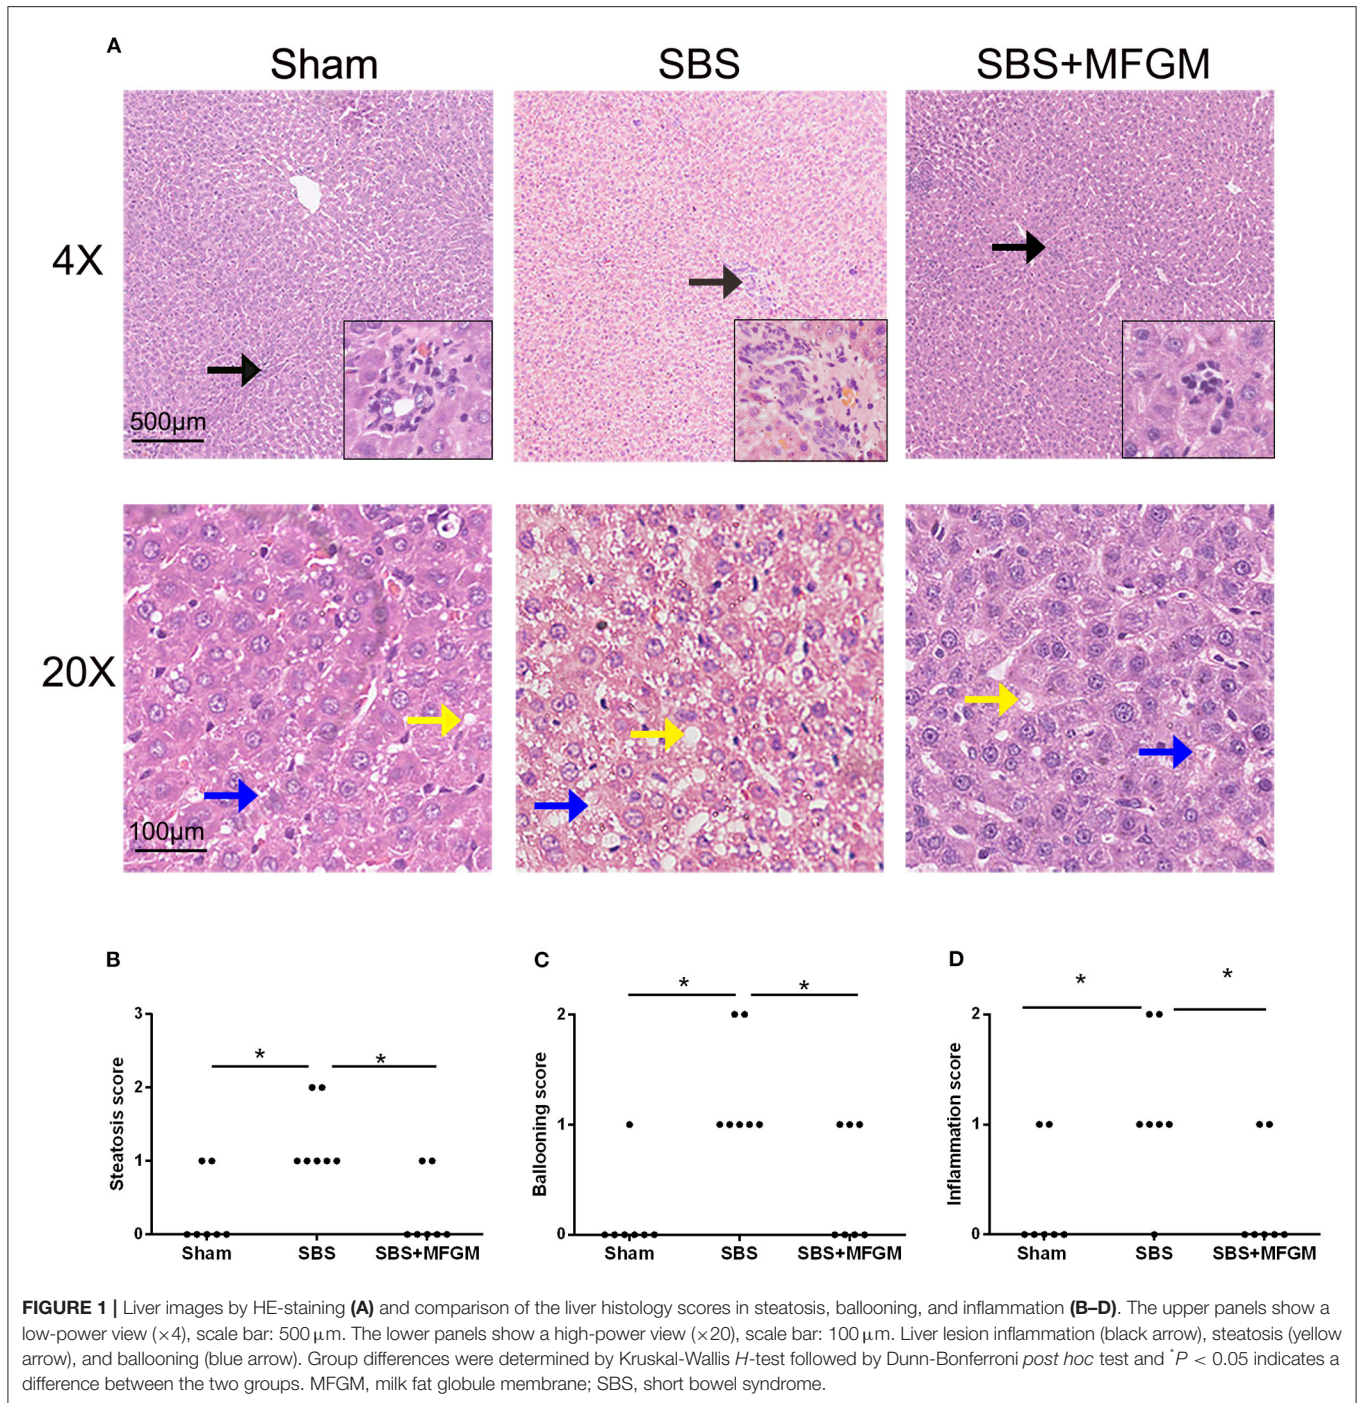 A
Sham SBS SBS+MFGM
4X
500µm
20X
100µm
B C D
Steatosis score
3
2
1
0
Sham SBS SBS+MFGM
*
*
Ballooning score
2
1
0
Sham SBS SBS+MFGM
*
*
Inflammation score
2
1
0
Sham SBS SBS+MFGM
*
*
FIGURE 1 | Liver images by HE-staining (A) and comparison of the liver histology scores in steatosis, ballooning, and inflammation (B–D). The upper panels show a
low-power view (×4), scale bar: 500 µm. The lower panels show a high-power view (×20), scale bar: 100 µm. Liver lesion inflammation (black arrow), steatosis (yellow
arrow), and ballooning (blue arrow). Group differences were determined by Kruskal-Wallis H-test followed by Dunn-Bonferroni post hoc test and *P < 0.05 indicates a
difference between the two groups. MFGM, milk fat globule membrane; SBS, short bowel syndrome.